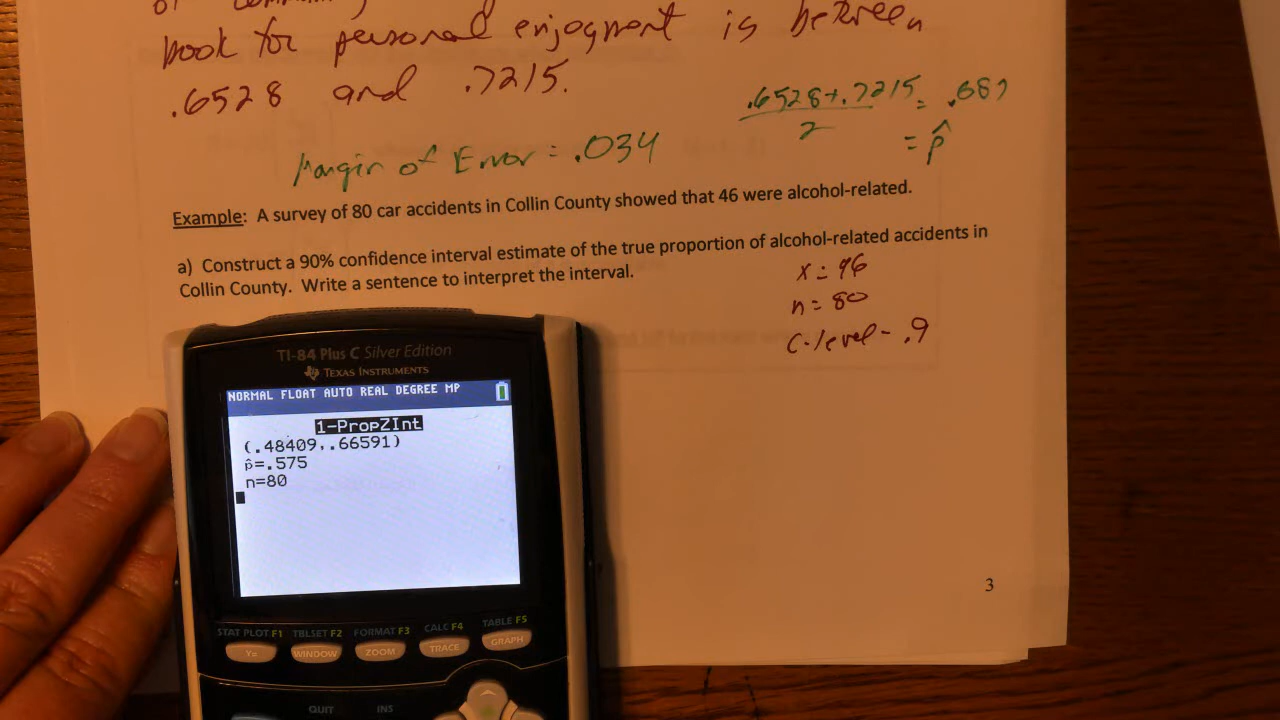 of
book for personal enjoyment is between
.6528 and .7215.
.6528+.7215 = .687
2
= p̂
Margin of Error = .034
Example: A survey of 80 car accidents in Collin County showed that 46 were alcohol-related.
a) Construct a 90% confidence interval estimate of the true proportion of alcohol-related accidents in
Collin County. Write a sentence to interpret the interval.
x = 46
n = 80
C-level - .9
TI-84 Plus C Silver Edition
TEXAS INSTRUMENTS
NORMAL FLOAT AUTO REAL DEGREE MP
1-PropZInt
(.48409,.66591)
p̂=.575
n=80
STAT PLOT F1 TBLSET F2 FORMAT F3 CALC F4 TABLE F5
Y= WINDOW ZOOM TRACE GRAPH
QUIT INS
3